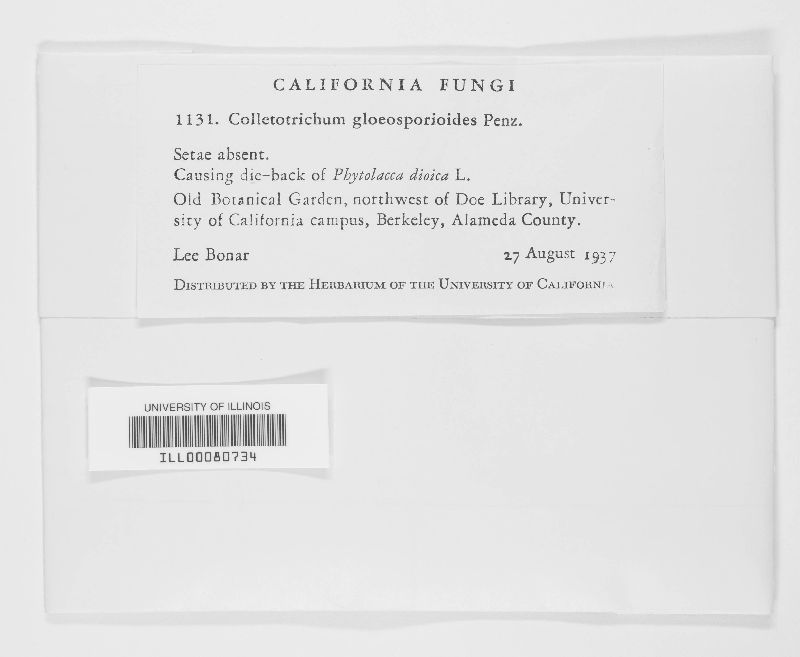 CALIFORNIA FUNGI
1131. Colletotrichum gloeosporioides Penz.
Setae absent.
Causing die-back of Phytolacca dioica L.
Old Botanical Garden, northwest of Doe Library, Univer-
sity of California campus, Berkeley, Alameda County.
Lee Bonar 27 August 1937
DISTRIBUTED BY THE HERBARIUM OF THE UNIVERSITY OF CALIFORNIA
UNIVERSITY OF ILLINOIS
ILL00080734